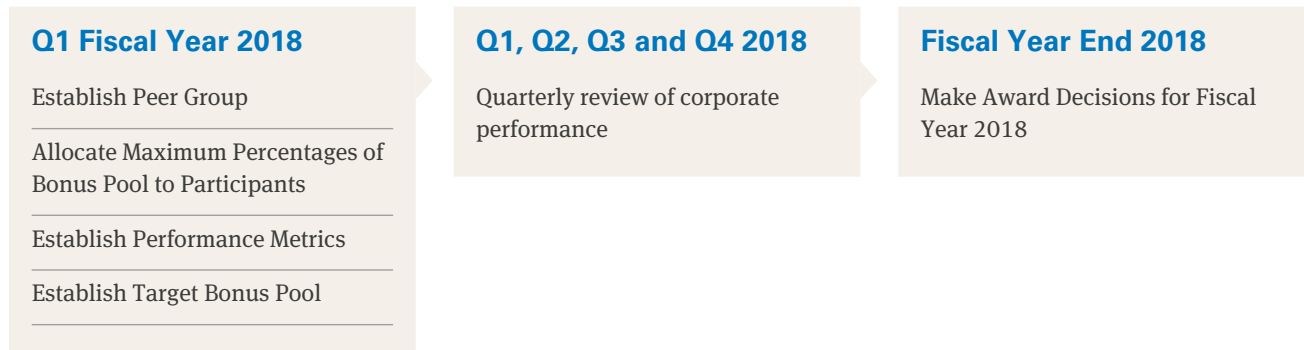 Q1 Fiscal Year 2018
Establish Peer Group
Allocate Maximum Percentages of
Bonus Pool to Participants
Establish Performance Metrics
Establish Target Bonus Pool
Q1, Q2, Q3 and Q4 2018
Quarterly review of corporate
performance
Fiscal Year End 2018
Make Award Decisions for Fiscal
Year 2018